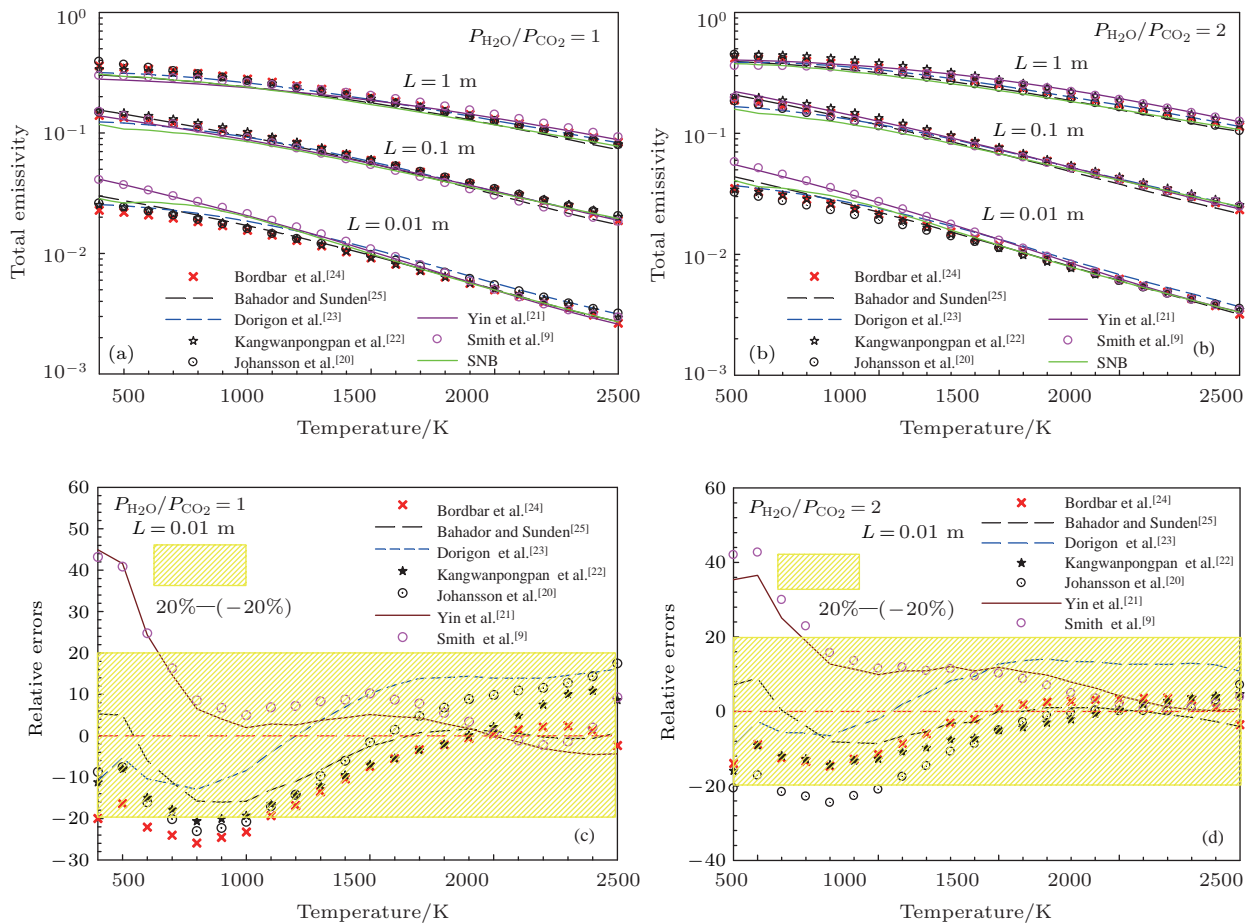 (a)
P_H2O/P_CO2 = 1
L = 1 m
L = 0.1 m
L = 0.01 m
Total emissivity
10^0
10^−1
10^−2
10^−3
Bordbar et al.[24]
Bahador and Sunden[25]
Dorigon et al.[23]
Kangwanpongpan et al.[22]
Johansson et al.[20]
Yin et al.[21]
Smith et al.[9]
SNB
(a)
500 1000 1500 2000 2500
Temperature/K
(b)
P_H2O/P_CO2 = 2
L = 1 m
L = 0.1 m
L = 0.01 m
Total emissivity
10^0
10^−1
10^−2
10^−3
Bordbar et al.[24]
Bahador and Sunden[25]
Dorigon et al.[23]
Kangwanpongpan et al.[22]
Johansson et al.[20]
Yin et al.[21]
Smith et al.[9]
SNB
(b)
(b)
500 1000 1500 2000 2500
Temperature/K
P_H2O/P_CO2 = 1
L = 0.01 m
20%—(−20%)
Relative errors
60
50
40
30
20
10
0
−10
−20
−30
Bordbar et al.[24]
Bahador and Sunden[25]
Dorigon et al.[23]
Kangwanpongpan et al.[22]
Johansson et al.[20]
Yin et al.[21]
Smith et al.[9]
(c)
500 1000 1500 2000 2500
Temperature/K
P_H2O/P_CO2 = 2
L = 0.01 m
20%—(−20%)
Relative errors
60
40
20
0
−20
−40
Bordbar et al.[24]
Bahador and Sunden[25]
Dorigon et al.[23]
Kangwanpongpan et al.[22]
Johansson et al.[20]
Yin et al.[21]
Smith et al.[9]
(d)
500 1000 1500 2000 2500
Temperature/K